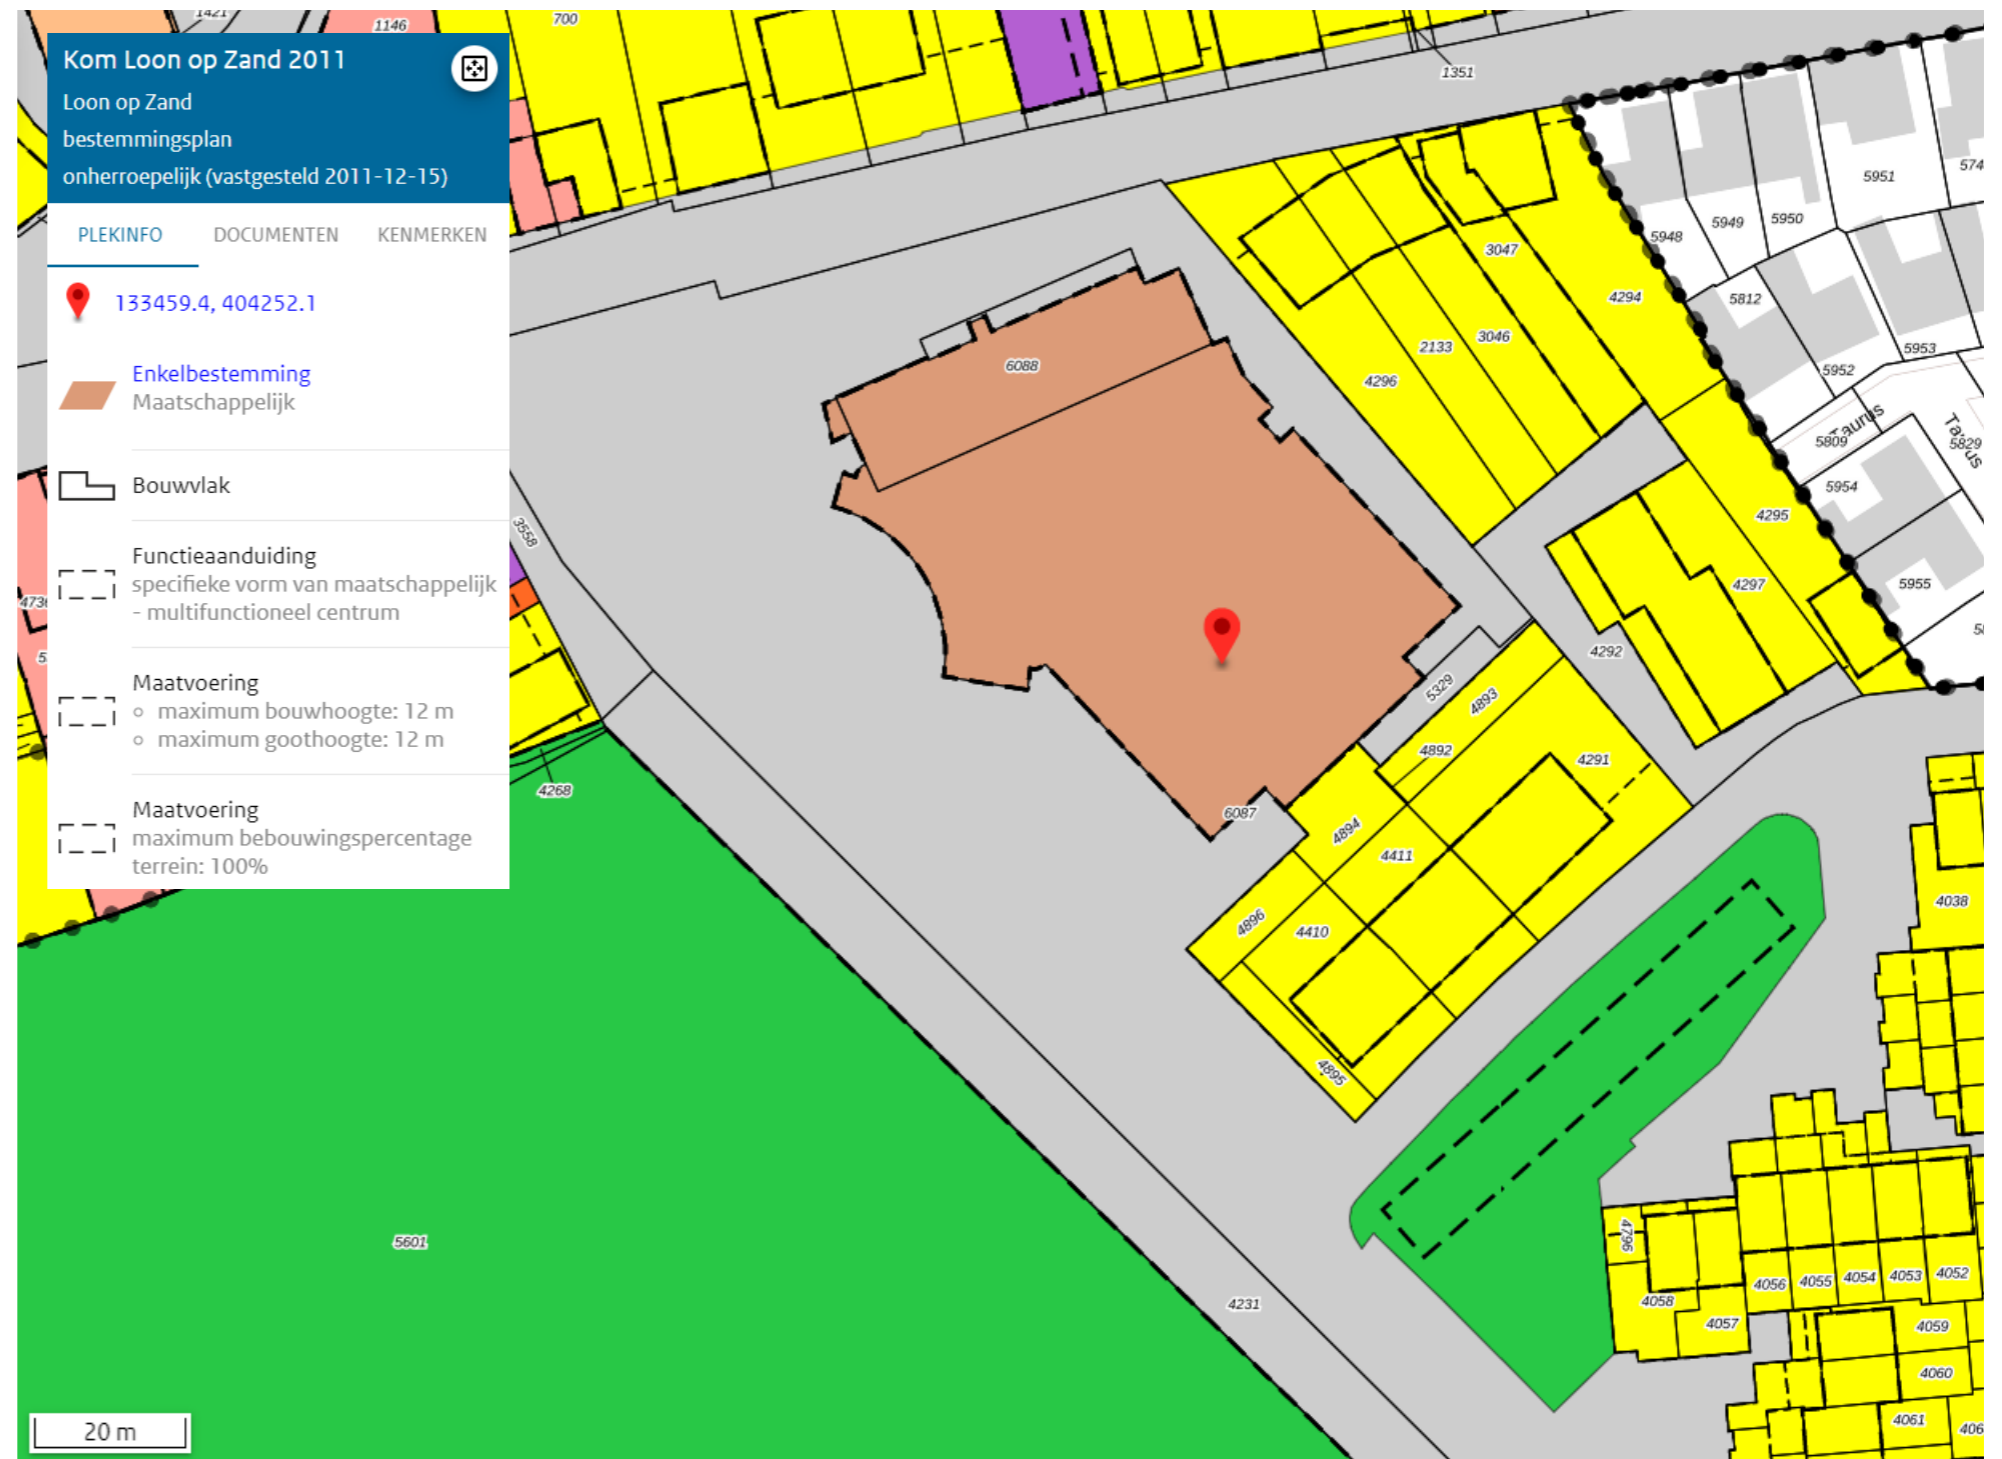 Kom Loon op Zand 2011
Loon op Zand
bestemmingsplan
onherroepelijk (vastgesteld 2011-12-15)
PLEKINFO DOCUMENTEN KENMERKEN
133459.4, 404252.1
Enkelbestemming
Maatschappelijk
Bouwvlak
Functieaanduiding
specifieke vorm van maatschappelijk
- multifunctioneel centrum
Maatvoering
maximum bouwhoogte: 12 m
maximum goothoogte: 12 m
Maatvoering
maximum bebouwingspercentage
terrein: 100%
1421
1146
700
1351
5951
574
5950
5949
5948
3047
4294
5812
2133
3046
5953
6088
4296
5952
Taurus
Taurus
5809
5829
5954
4295
3558
4297
5955
4292
5329
4893
4892
4291
4268
6087
4894
4411
4038
4896
4410
4895
5601
4796
4231
4058
4057
4056
4055
4054
4053
4052
4059
4060
4061
20 m